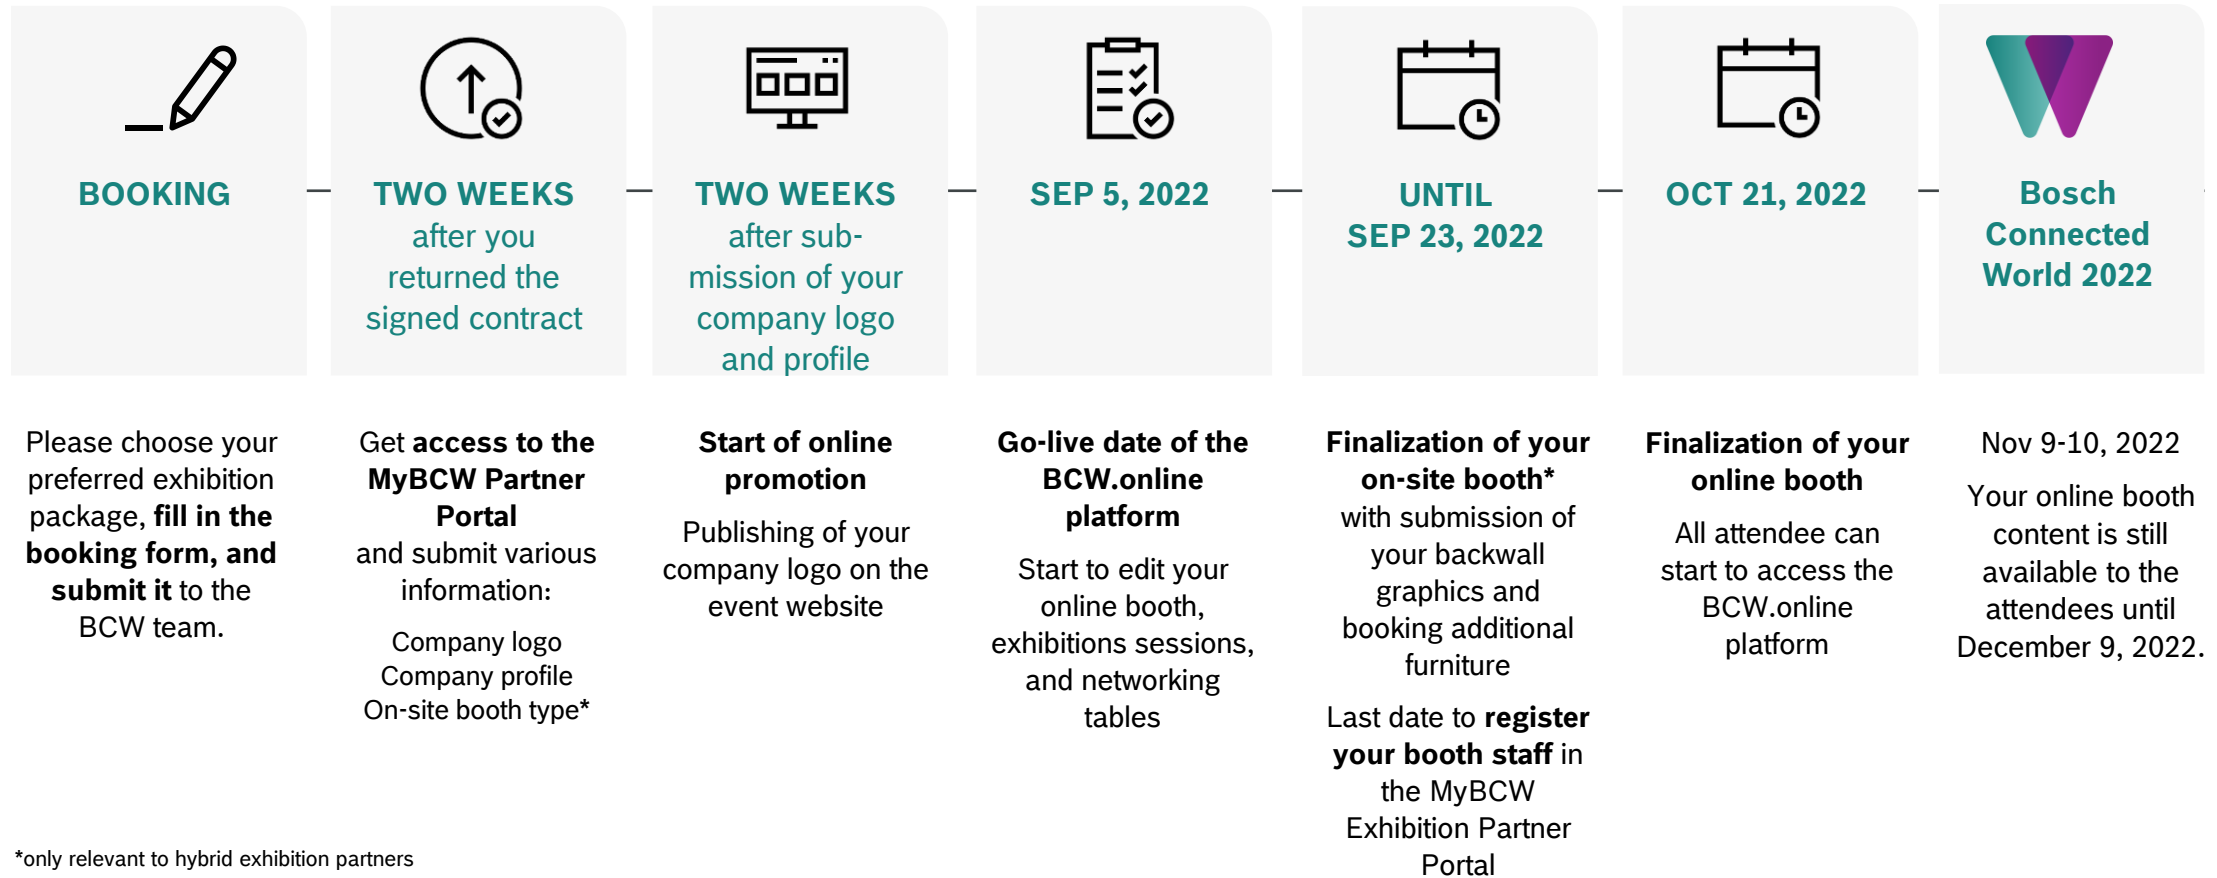 BOOKING
Please choose your
preferred exhibition
package, fill in the
booking form, and
submit it to the
BCW team.
TWO WEEKS
after you
returned the
signed contract
Get access to the
MyBCW Partner
Portal
and submit various
information:
Company logo
Company profile
On-site booth type*
TWO WEEKS
after sub-
mission of your
company logo
and profile
Start of online
promotion
Publishing of your
company logo on the
event website
SEP 5, 2022
Go-live date of the
BCW.online
platform
Start to edit your
online booth,
exhibitions sessions,
and networking
tables
UNTIL
SEP 23, 2022
Finalization of your
on-site booth*
with submission of
your backwall
graphics and
booking additional
furniture
Last date to register
your booth staff in
the MyBCW
Exhibition Partner
Portal
OCT 21, 2022
Finalization of your
online booth
All attendee can
start to access the
BCW.online
platform
Bosch
Connected
World 2022
Nov 9-10, 2022
Your online booth
content is still
available to the
attendees until
December 9, 2022.
*only relevant to hybrid exhibition partners